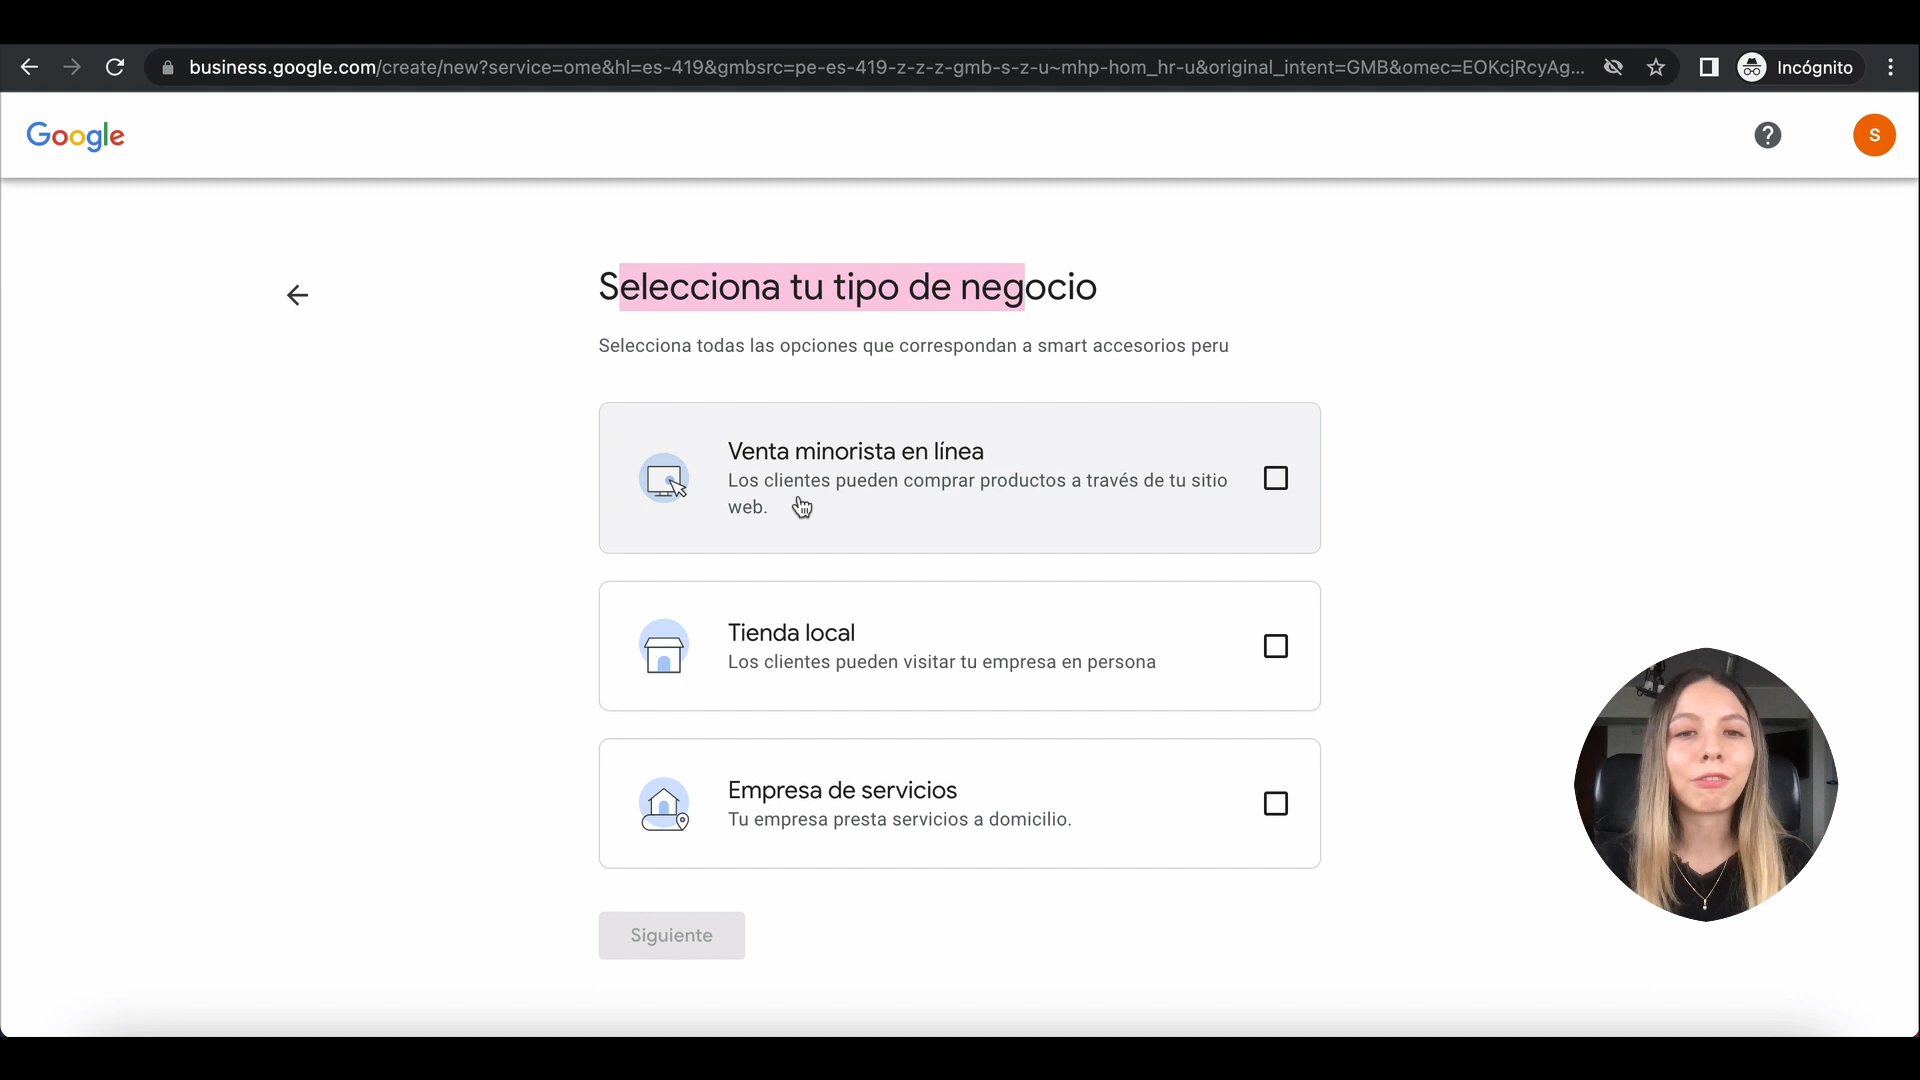 business.google.com/create/new?service=ome&hl=es-419&gmbsrc=pe-es-419-z-z-z-gmb-s-z-u~mhp-hom_hr-u&original_intent=GMB&omec=EOKcjRcyAg...
Incógnito
Google
?
S
Selecciona tu tipo de negocio
Selecciona todas las opciones que correspondan a smart accesorios peru
Venta minorista en línea
Los clientes pueden comprar productos a través de tu sitio
web.
Tienda local
Los clientes pueden visitar tu empresa en persona
Empresa de servicios
Tu empresa presta servicios a domicilio.
Siguiente